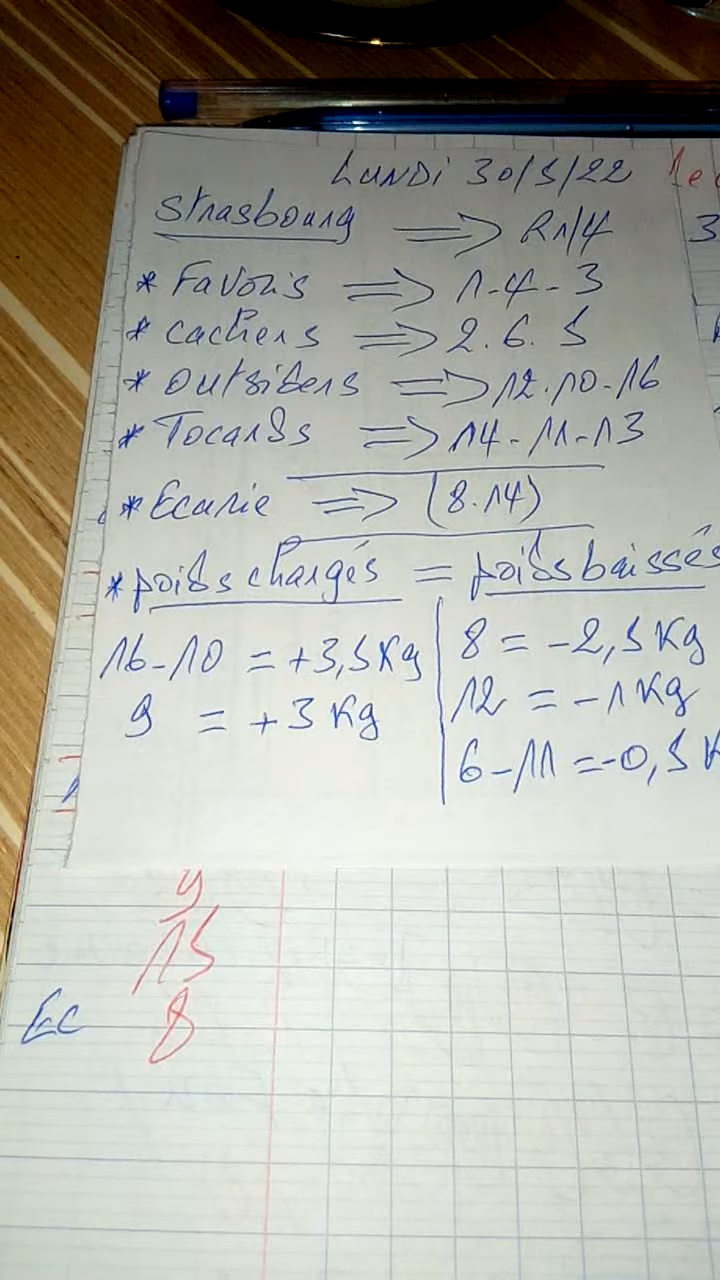 Lundi 30/5/22
Strasbourg => R1/4
* Favoris => 1-4-3
* cachers => 2.6.5
* outsiders => 12.10-16
* Tocards => 14-11-13
* Ecurie => (8.14)
* poids chargés = poids baissés
16-10 = +3,5 Kg
9 = +3 Kg
8 = -2,5 Kg
12 = -1 Kg
6-11 = -0,5 K
9
15
Ec 8